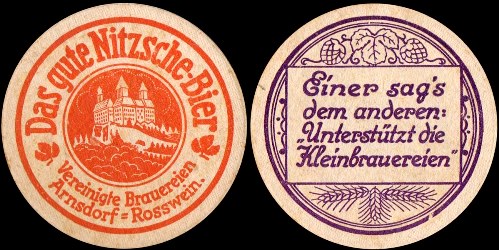 Das gute Nitzsche-Bier
Vereinigte Brauereien
Arnsdorf=Rosswein.
Einer sag's
dem anderen:
„Unterstützt die
Kleinbrauereien"